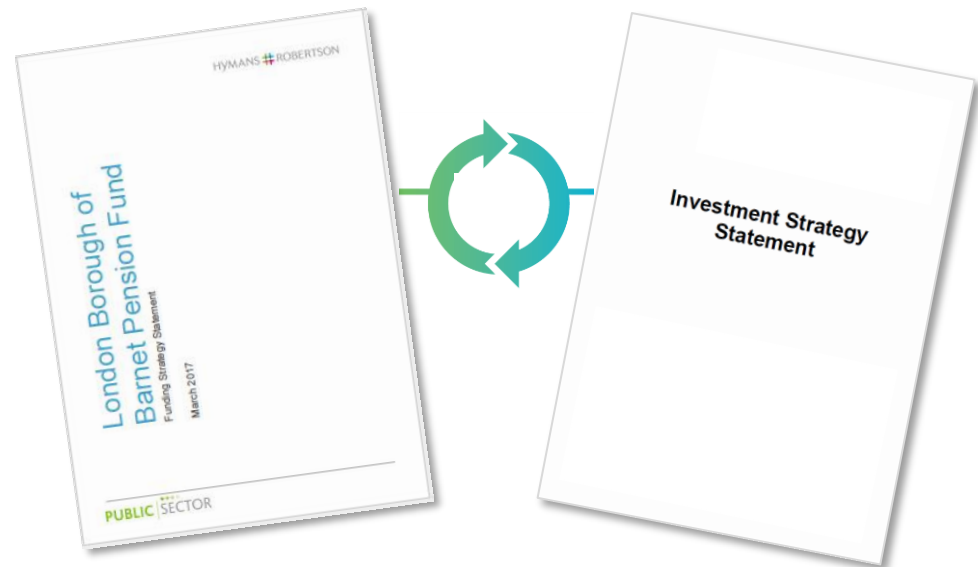 HYMANS ROBERTSON
London Borough of
Barnet Pension Fund
Funding Strategy Statement
March 2017
PUBLIC SECTOR
Investment Strategy
Statement